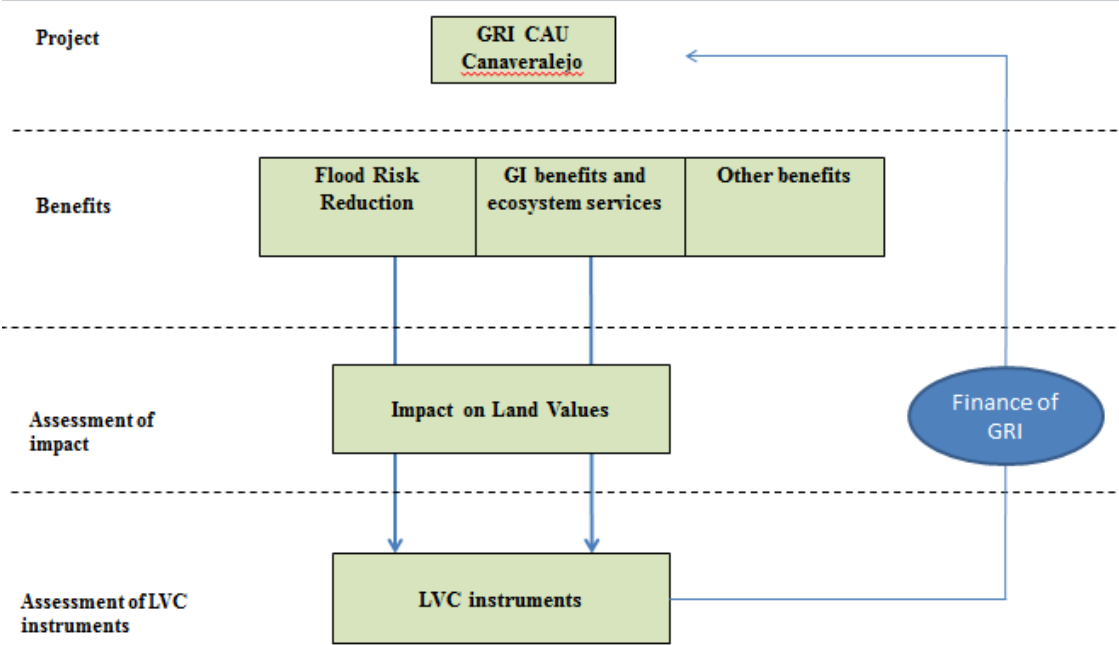 Project
GRI CAU
Canaveralejo
Benefits
Flood Risk
Reduction
GI benefits and
ecosystem services
Other benefits
Assessment of
impact
Impact on Land Values
Finance of
GRI
Assessment of LVC
instruments
LVC instruments